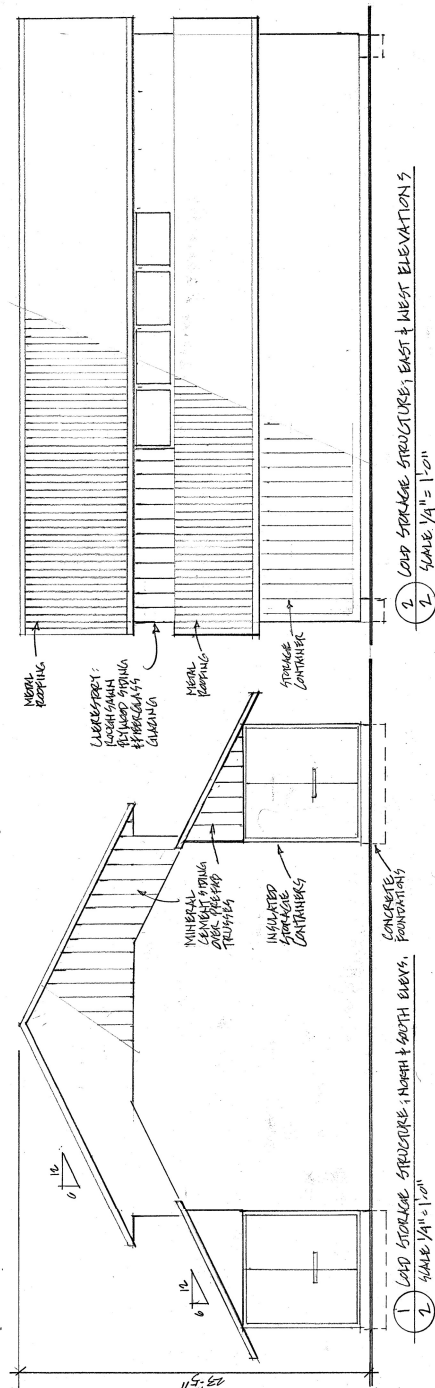 METAL
ROOFING
CLERESTORY:
ROUGH SAWN
PLYWOOD SIDING
& FIBERGLASS
GLAZING
METAL
ROOFING
STORAGE
CONTAINER
2
2
COLD STORAGE STRUCTURE; EAST & WEST ELEVATIONS
SCALE 1/4" = 1'-0"
12
6
12
6
23'-5"
MINERAL
CEMENT SIDING
OVER PREFAB
TRUSSES
INSULATED
STORAGE
CONTAINERS
CONCRETE
FOUNDATIONS
1
2
COLD STORAGE STRUCTURE; NORTH & SOUTH ELEVS.
SCALE 1/4" = 1'-0"